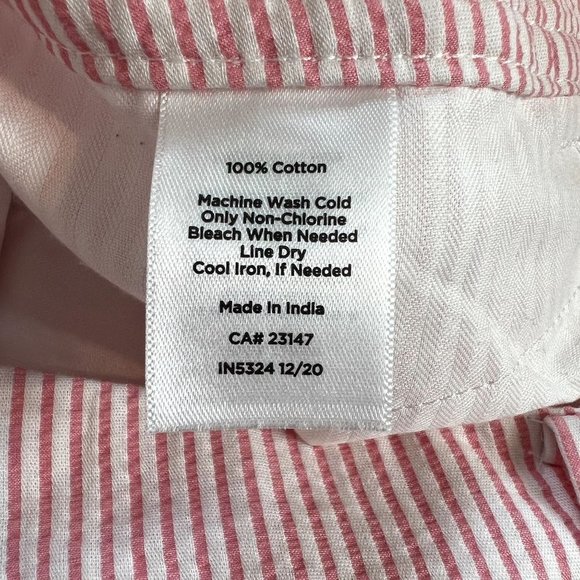 100% Cotton
Machine Wash Cold
Only Non-Chlorine
Bleach When Needed
Line Dry
Cool Iron, If Needed
Made In India
CA# 23147
IN5324 12/20